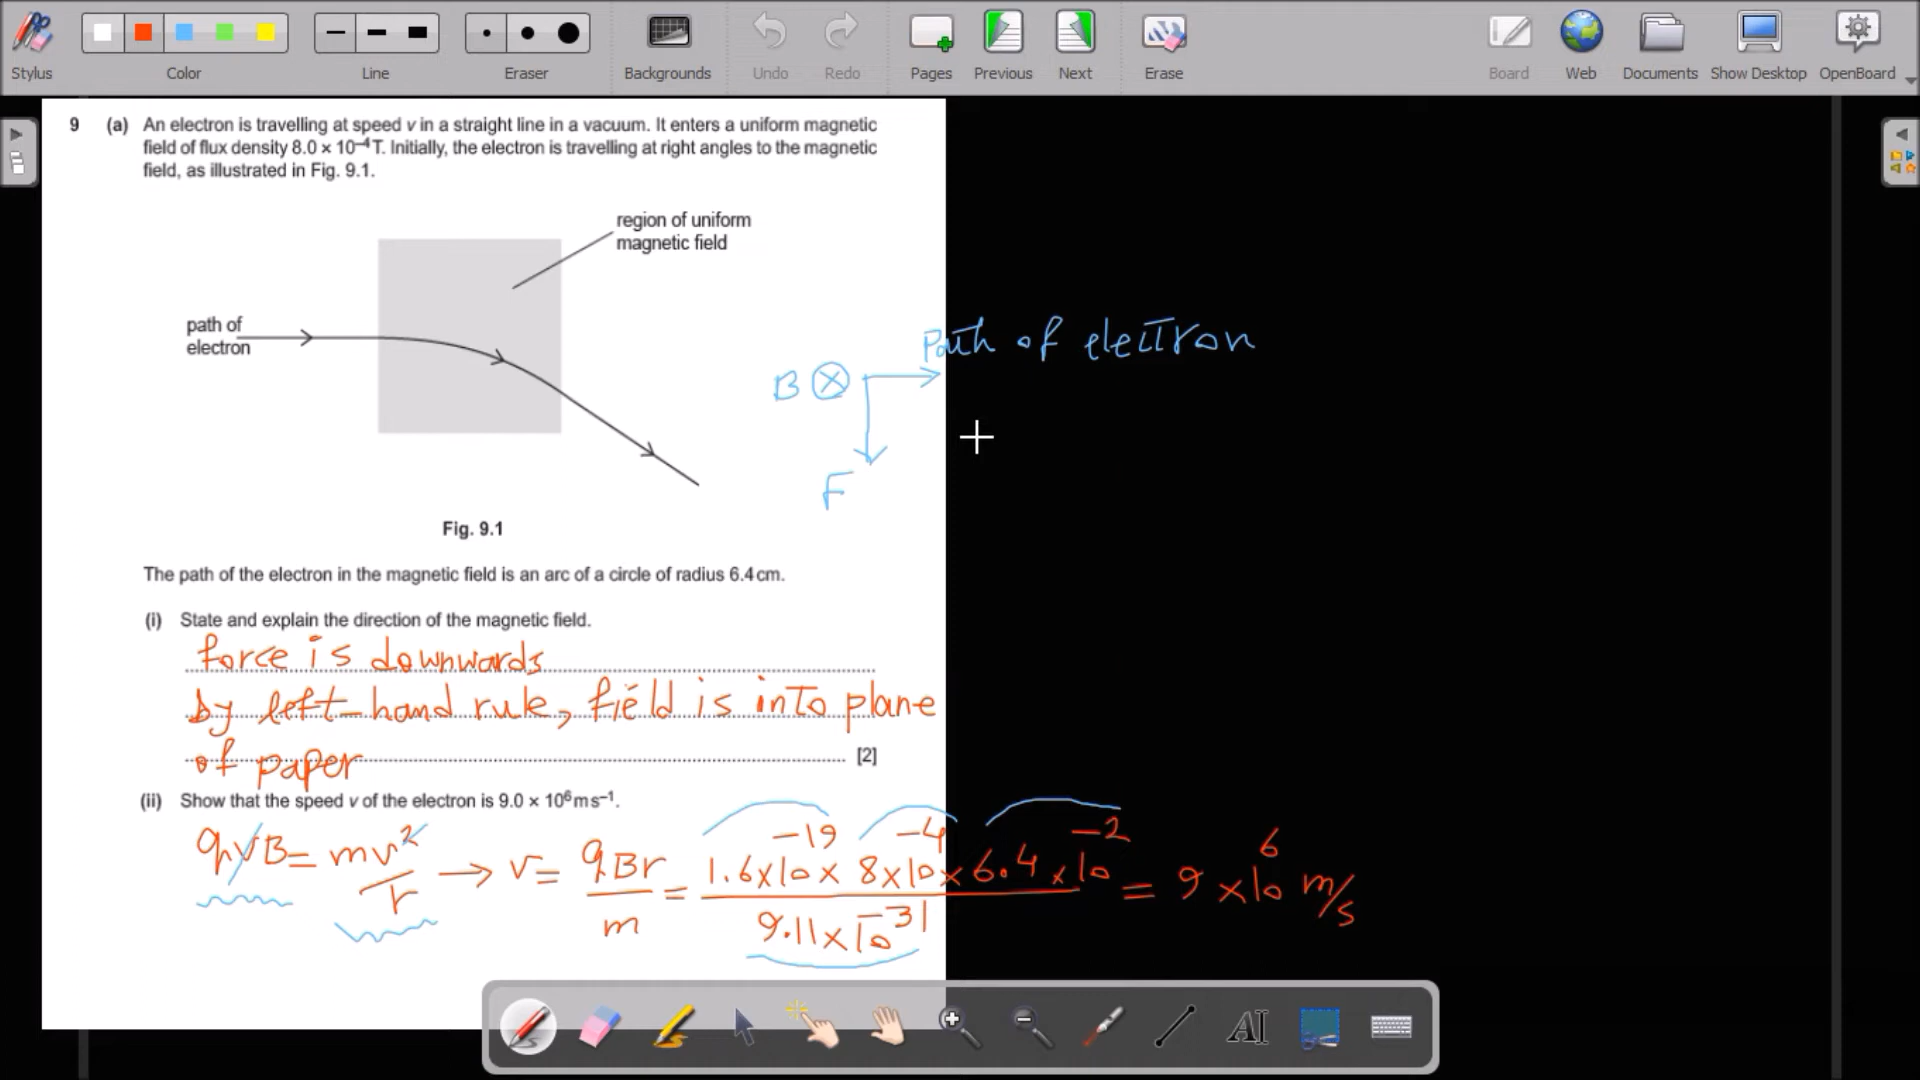 Stylus
Color
Line
Eraser
Backgrounds
Undo
Redo
Pages
Previous
Next
Erase
Board
Web
Documents
Show Desktop
OpenBoard
9 (a) An electron is travelling at speed v in a straight line in a vacuum. It enters a uniform magnetic
field of flux density 8.0 × 10⁻⁴ T. Initially, the electron is travelling at right angles to the magnetic
field, as illustrated in Fig. 9.1.
region of uniform
magnetic field
path of
electron
Path of electron
B
F
Fig. 9.1
The path of the electron in the magnetic field is an arc of a circle of radius 6.4 cm.
(i) State and explain the direction of the magnetic field.
force is downwards
by left-hand rule, field is into plane
of paper [2]
(ii) Show that the speed v of the electron is 9.0 × 10⁶ m s⁻¹.
qvB = mv²/r → v = qBr/m = 1.6×10⁻¹⁹ × 8×10⁻⁴ × 6.4×10⁻² / 9.11×10⁻³¹ = 9×10⁶ m/s
AI